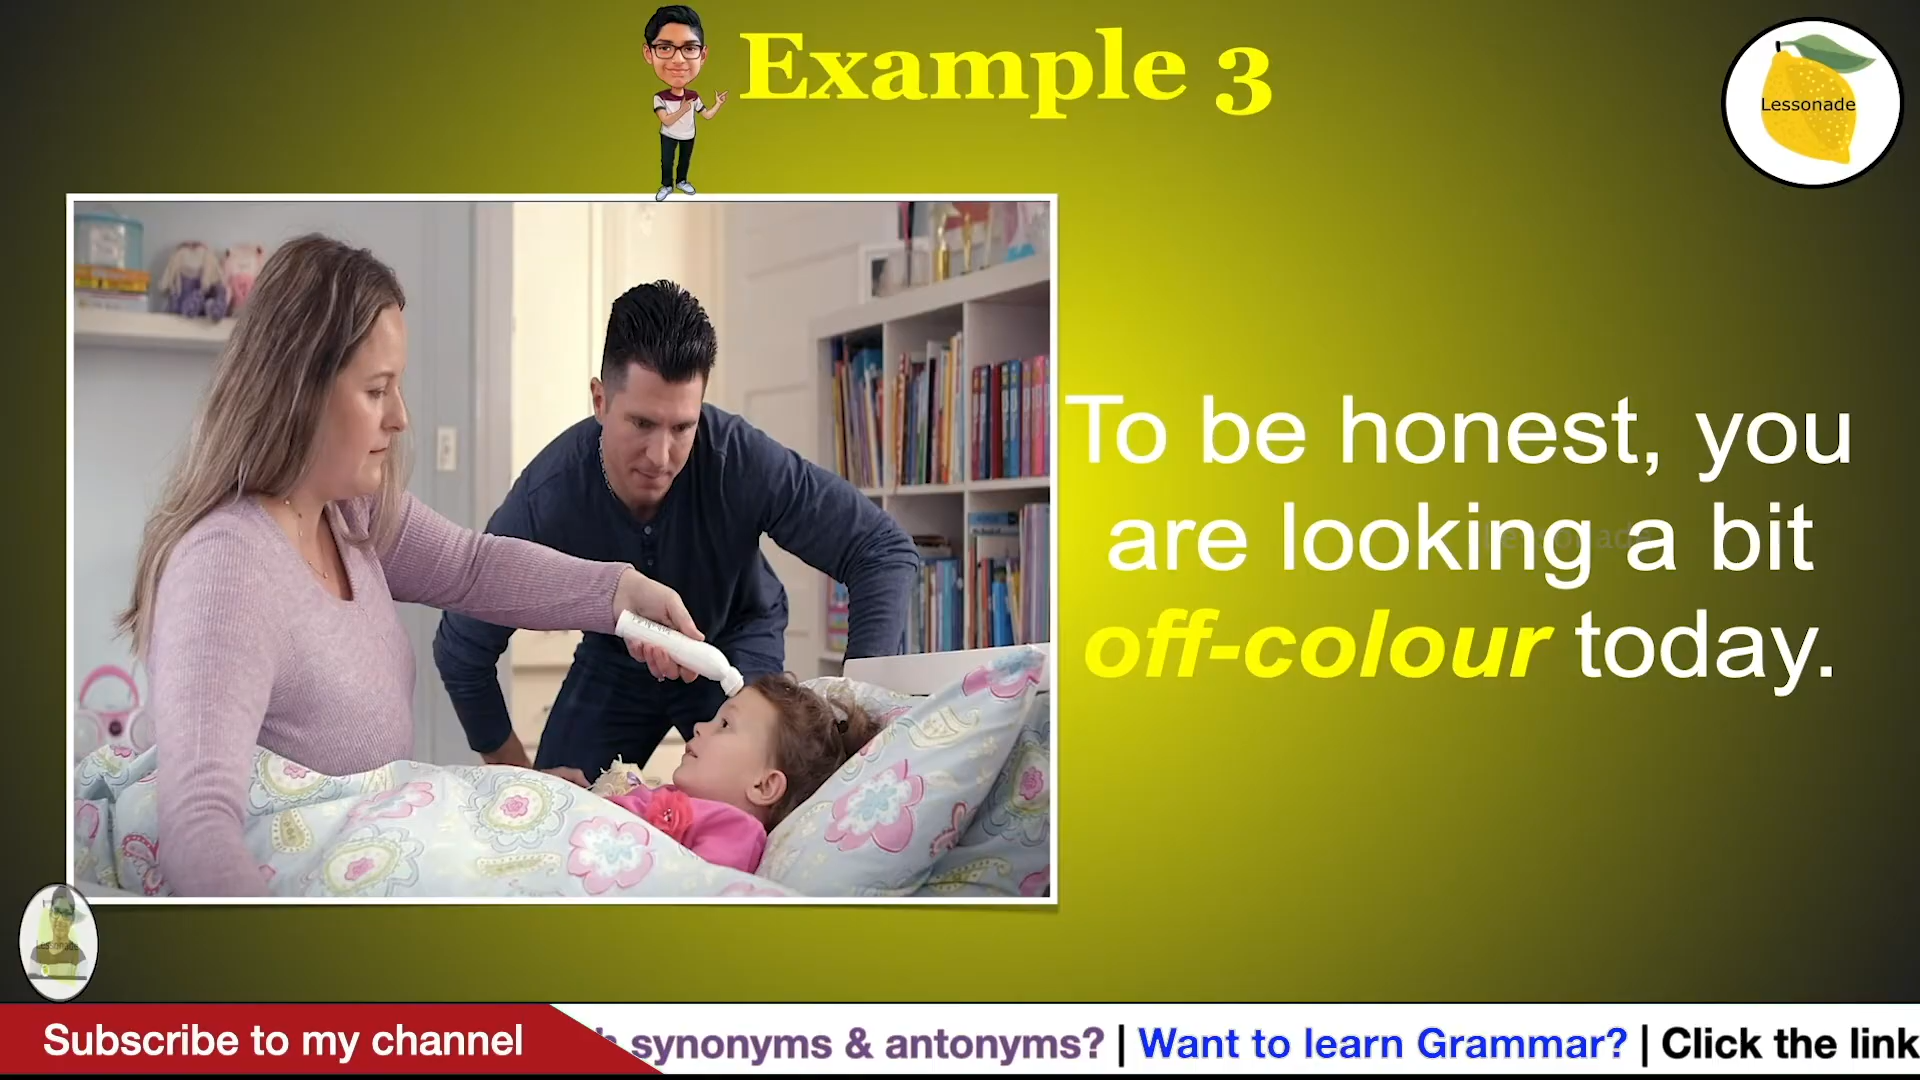 Example 3
Lessonade
To be honest, you
are looking a bit
off-colour today.
Lessonade
Subscribe to my channel
synonyms & antonyms? | Want to learn Grammar? | Click the link